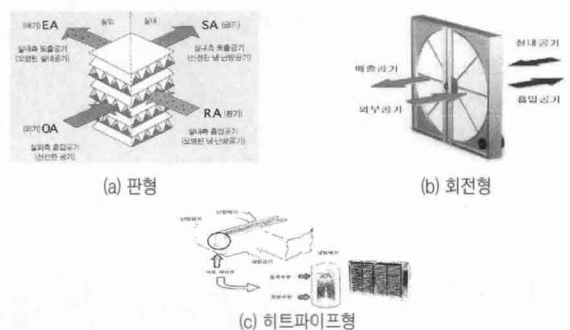 (배기) EA
실외
실내
SA (급기)
실내측 토출공기
(오염된 실내공기)
실내측 토출공기
(신선한 냉·난방공기)
(외기) OA
실외측 흡입공기
(신선한 공기)
RA (환기)
실내측 흡입공기
(오염된 냉·난방공기)
(a) 판형
실내공기
배출공기
외부공기
흡입공기
(b) 회전형
(c) 히트파이프형